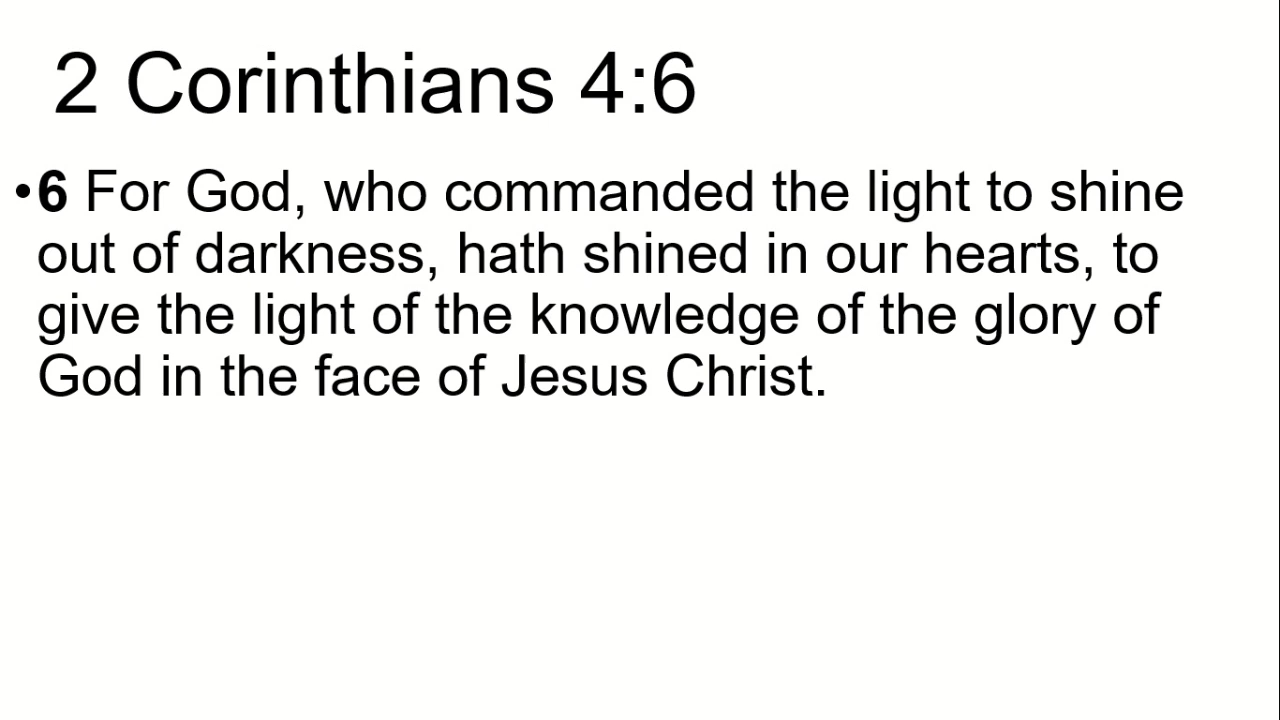 2 Corinthians 4:6
•6 For God, who commanded the light to shine
out of darkness, hath shined in our hearts, to
give the light of the knowledge of the glory of
God in the face of Jesus Christ.